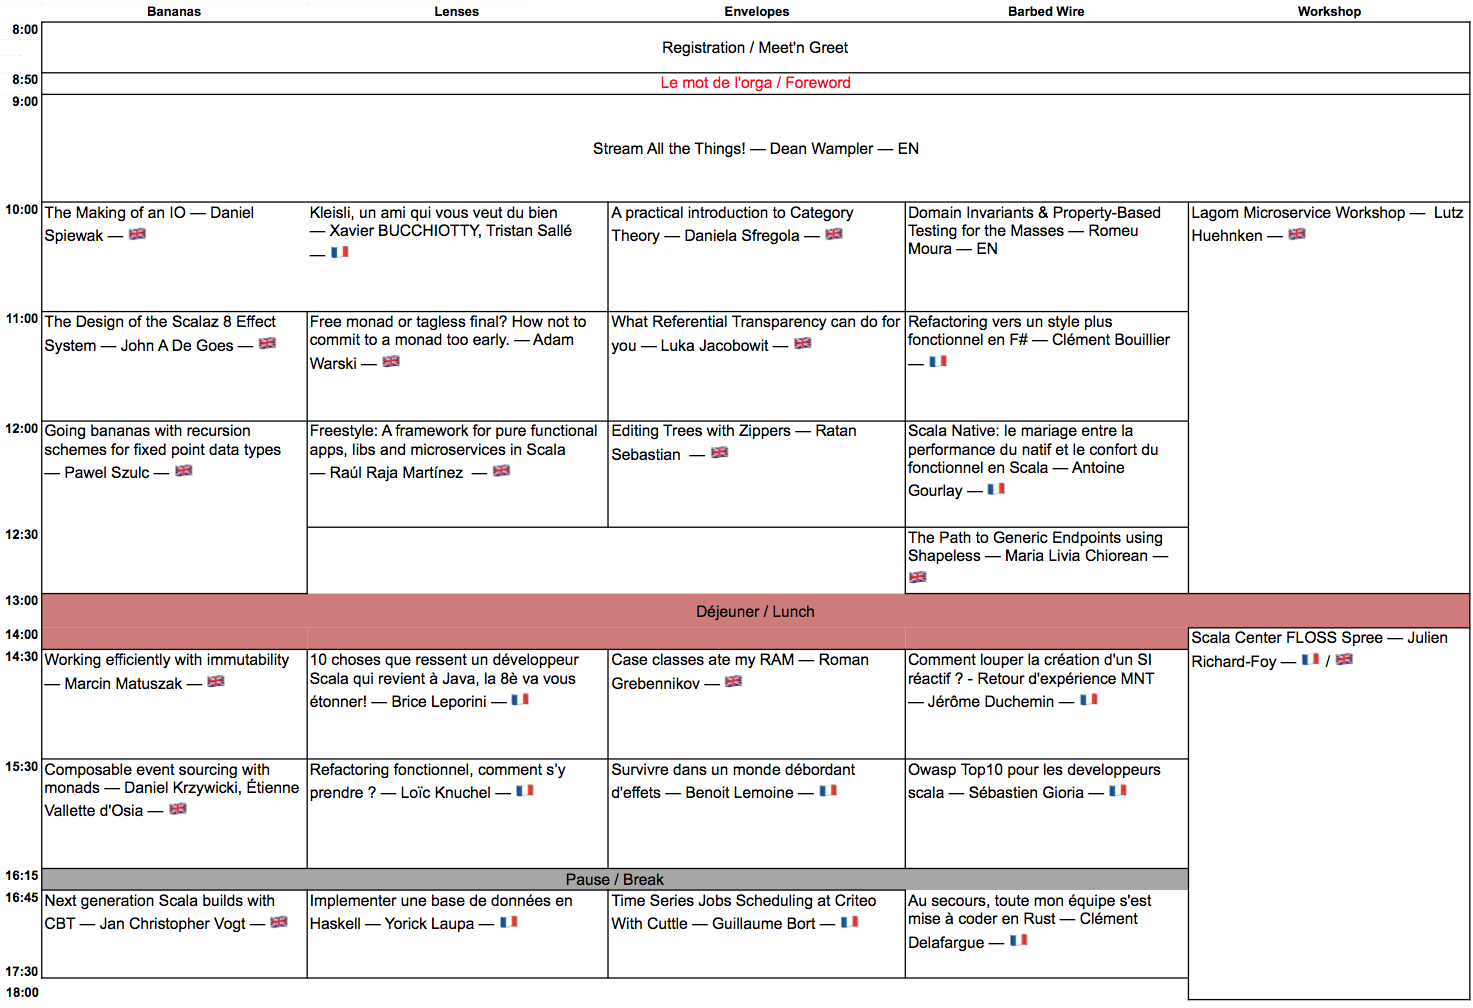 Bananas Lenses Envelopes Barbed Wire Workshop
8:00
Registration / Meet'n Greet
8:50
Le mot de l'orga / Foreword
9:00
Stream All the Things! — Dean Wampler — EN
10:00
The Making of an IO — Daniel
Spiewak —
Kleisli, un ami qui vous veut du bien
— Xavier BUCCHIOTTY, Tristan Sallé
—
A practical introduction to Category
Theory — Daniela Sfregola —
Domain Invariants & Property-Based
Testing for the Masses — Romeu
Moura — EN
Lagom Microservice Workshop — Lutz
Huehnken —
11:00
The Design of the Scalaz 8 Effect
System — John A De Goes —
Free monad or tagless final? How not to
commit to a monad too early. — Adam
Warski —
What Referential Transparency can do for
you — Luka Jacobowit —
Refactoring vers un style plus
fonctionnel en F# — Clément Bouillier
—
12:00
Going bananas with recursion
schemes for fixed point data types
— Pawel Szulc —
Freestyle: A framework for pure functional
apps, libs and microservices in Scala
— Raúl Raja Martínez —
Editing Trees with Zippers — Ratan
Sebastian —
Scala Native: le mariage entre la
performance du natif et le confort du
fonctionnel en Scala — Antoine
Gourlay —
12:30
The Path to Generic Endpoints using
Shapeless — Maria Livia Chiorean —
13:00
Déjeuner / Lunch
14:00
Scala Center FLOSS Spree — Julien
Richard-Foy — /
14:30
Working efficiently with immutability
— Marcin Matuszak —
10 choses que ressent un développeur
Scala qui revient à Java, la 8è va vous
étonner! — Brice Leporini —
Case classes ate my RAM — Roman
Grebennikov —
Comment louper la création d'un SI
réactif ? - Retour d'expérience MNT
— Jérôme Duchemin —
15:30
Composable event sourcing with
monads — Daniel Krzywicki, Étienne
Vallette d'Osia —
Refactoring fonctionnel, comment s’y
prendre ? — Loïc Knuchel —
Survivre dans un monde débordant
d'effets — Benoit Lemoine —
Owasp Top10 pour les developpeurs
scala — Sébastien Gioria —
16:15
Pause / Break
16:45
Next generation Scala builds with
CBT — Jan Christopher Vogt —
Implementer une base de données en
Haskell — Yorick Laupa —
Time Series Jobs Scheduling at Criteo
With Cuttle — Guillaume Bort —
Au secours, toute mon équipe s'est
mise à coder en Rust — Clément
Delafargue —
17:30
18:00